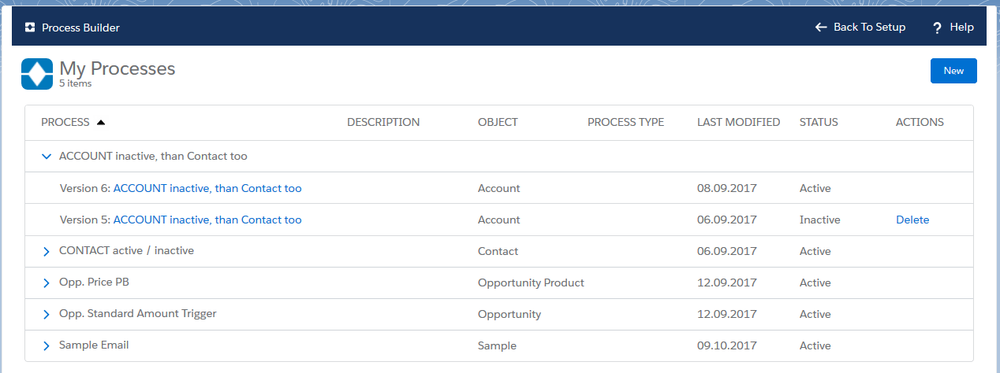 Process Builder Back To Setup ? Help
My Processes
5 items
New
PROCESS DESCRIPTION OBJECT PROCESS TYPE LAST MODIFIED STATUS ACTIONS
ACCOUNT inactive, than Contact too
Version 6: ACCOUNT inactive, than Contact too Account 08.09.2017 Active
Version 5: ACCOUNT inactive, than Contact too Account 06.09.2017 Inactive Delete
CONTACT active / inactive Contact 06.09.2017 Active
Opp. Price PB Opportunity Product 12.09.2017 Active
Opp. Standard Amount Trigger Opportunity 12.09.2017 Active
Sample Email Sample 09.10.2017 Active